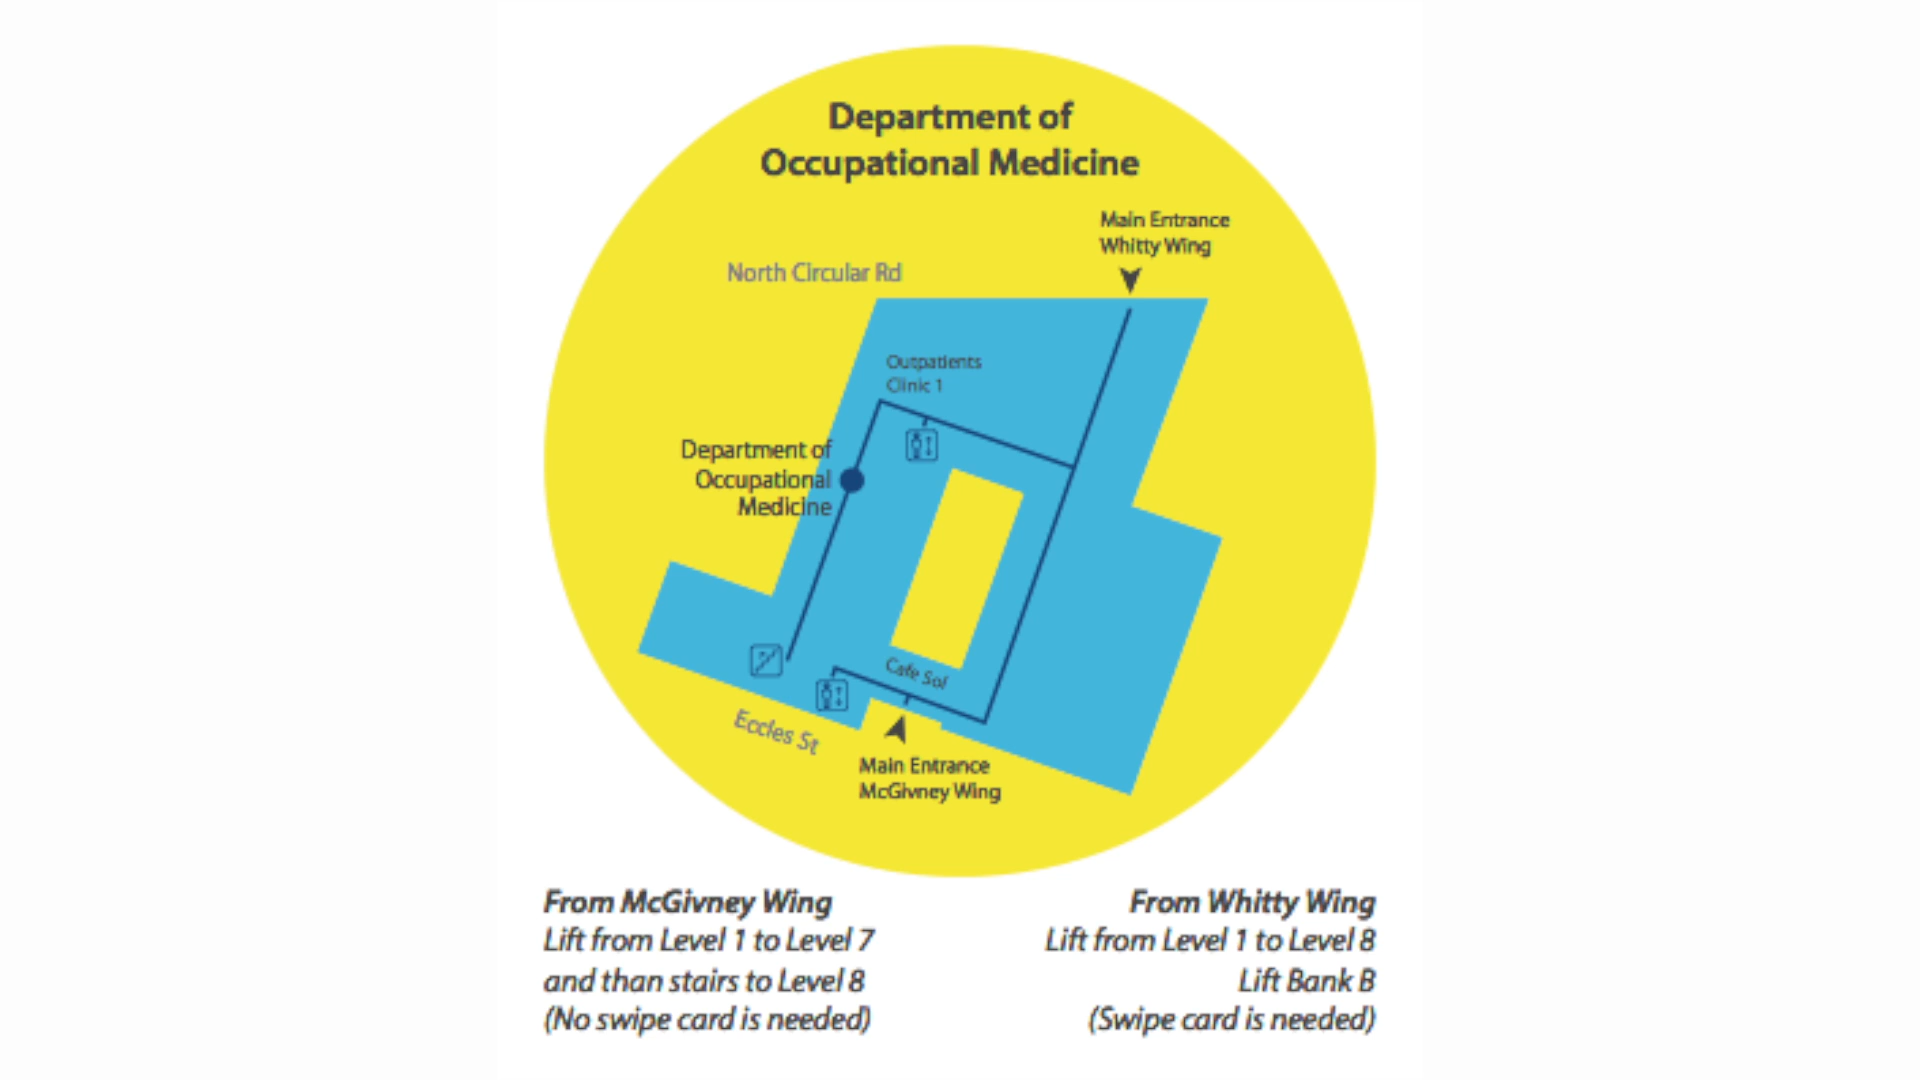 Department of
Occupational Medicine
Main Entrance
Whitty Wing
North Circular Rd
Outpatients
Clinic 1
Department of
Occupational
Medicine
Cafe Sol
Eccles St
Main Entrance
McGivney Wing
From McGivney Wing
Lift from Level 1 to Level 7
and than stairs to Level 8
(No swipe card is needed)
From Whitty Wing
Lift from Level 1 to Level 8
Lift Bank B
(Swipe card is needed)